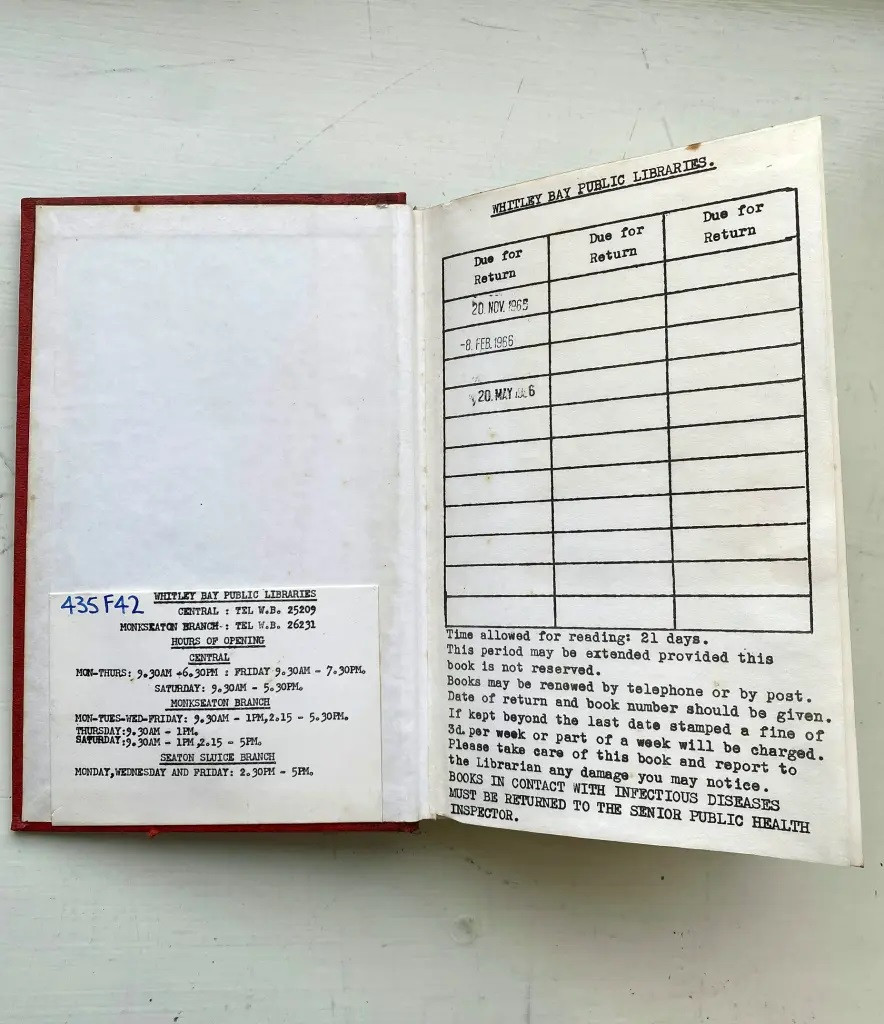 435 F42
WHITLEY BAY PUBLIC LIBRARIES
CENTRAL : TEL W.B. 25209
MONKSEATON BRANCH : TEL W.B. 26231
HOURS OF OPENING
CENTRAL
MON-THURS: 9.30AM -6.30PM : FRIDAY 9.30AM - 7.30PM.
SATURDAY: 9.30AM - 5.30PM.
MONKSEATON BRANCH
MON-TUES-WED-FRIDAY: 9.30AM - 1PM,2.15 - 5.30PM.
THURSDAY:9.30AM - 1PM.
SATURDAY:9.30AM - 1PM,2.15 - 5PM.
SEATON SLUICE BRANCH
MONDAY,WEDNESDAY AND FRIDAY: 2.30PM - 5PM.
WHITLEY BAY PUBLIC LIBRARIES.
Due for Due for Due for
Return Return Return
20. NOV. 1965
-8. FEB. 1966
20. MAY
Time allowed for reading: 21 days.
This period may be extended provided this
book is not reserved.
Books may be renewed by telephone or by post.
Date of return and book number should be given.
If kept beyond the last date stamped a fine of
3d. per week or part of a week will be charged.
Please take care of this book and report to
the Librarian any damage you may notice.
BOOKS IN CONTACT WITH INFECTIOUS DISEASES
MUST BE RETURNED TO THE SENIOR PUBLIC HEALTH
INSPECTOR.